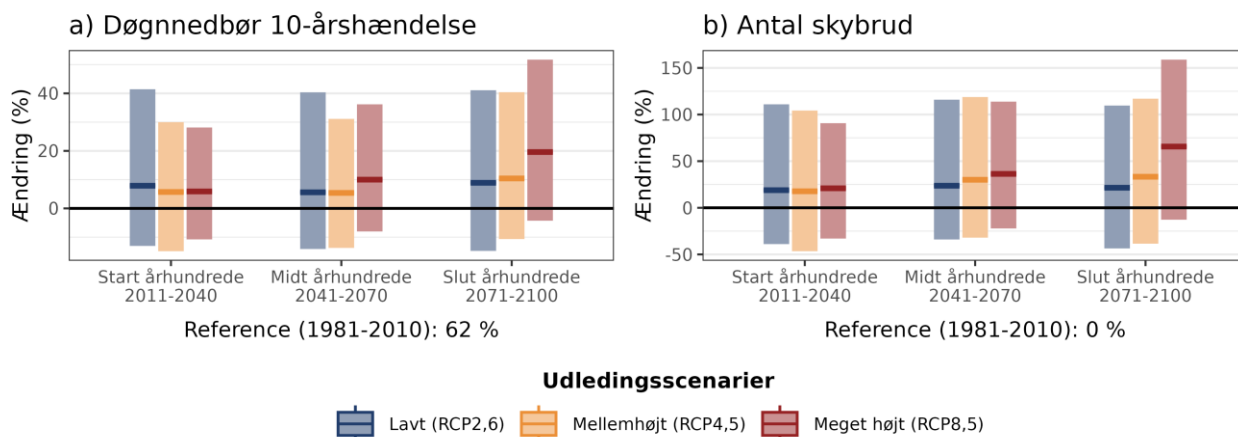 a) Døgnnedbør 10-årshændelse
Ændring (%)
40
20
0
Start århundrede
2011-2040
Midt århundrede
2041-2070
Slut århundrede
2071-2100
Reference (1981-2010): 62 %
b) Antal skybrud
Ændring (%)
150
100
50
0
-50
Start århundrede
2011-2040
Midt århundrede
2041-2070
Slut århundrede
2071-2100
Reference (1981-2010): 0 %
Udledingsscenarier
Lavt (RCP2,6)
Mellemhøjt (RCP4,5)
Meget højt (RCP8,5)